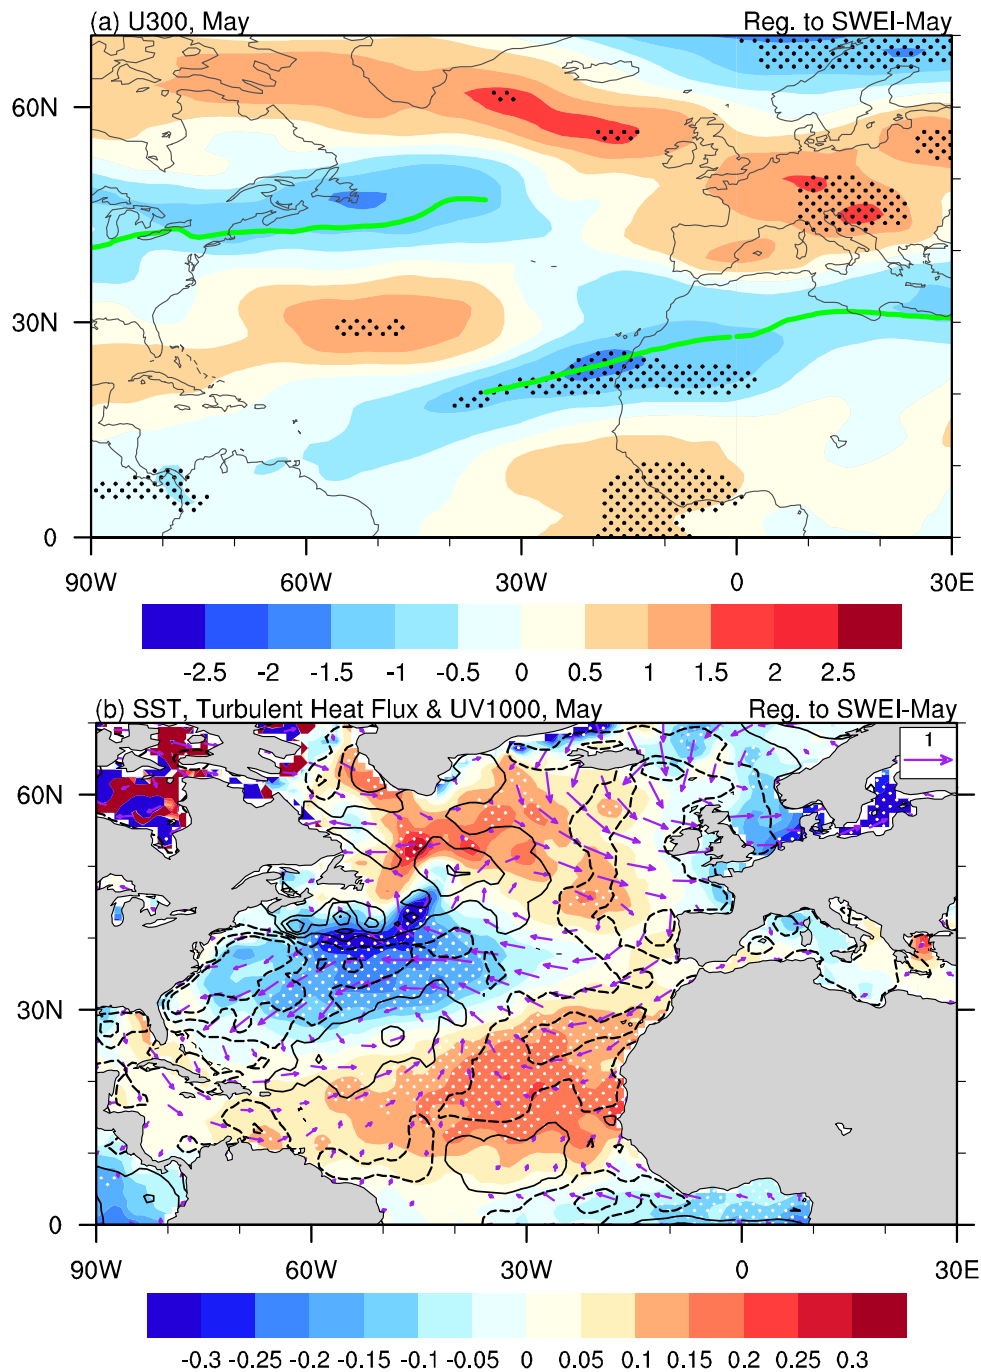 (a) U300, May Reg. to SWEI-May
60N
30N
0
90W 60W 30W 0 30E
-2.5 -2 -1.5 -1 -0.5 0 0.5 1 1.5 2 2.5
(b) SST, Turbulent Heat Flux & UV1000, May Reg. to SWEI-May
1
60N
30N
0
90W 60W 30W 0 30E
-0.3 -0.25 -0.2 -0.15 -0.1 -0.05 0 0.05 0.1 0.15 0.2 0.25 0.3